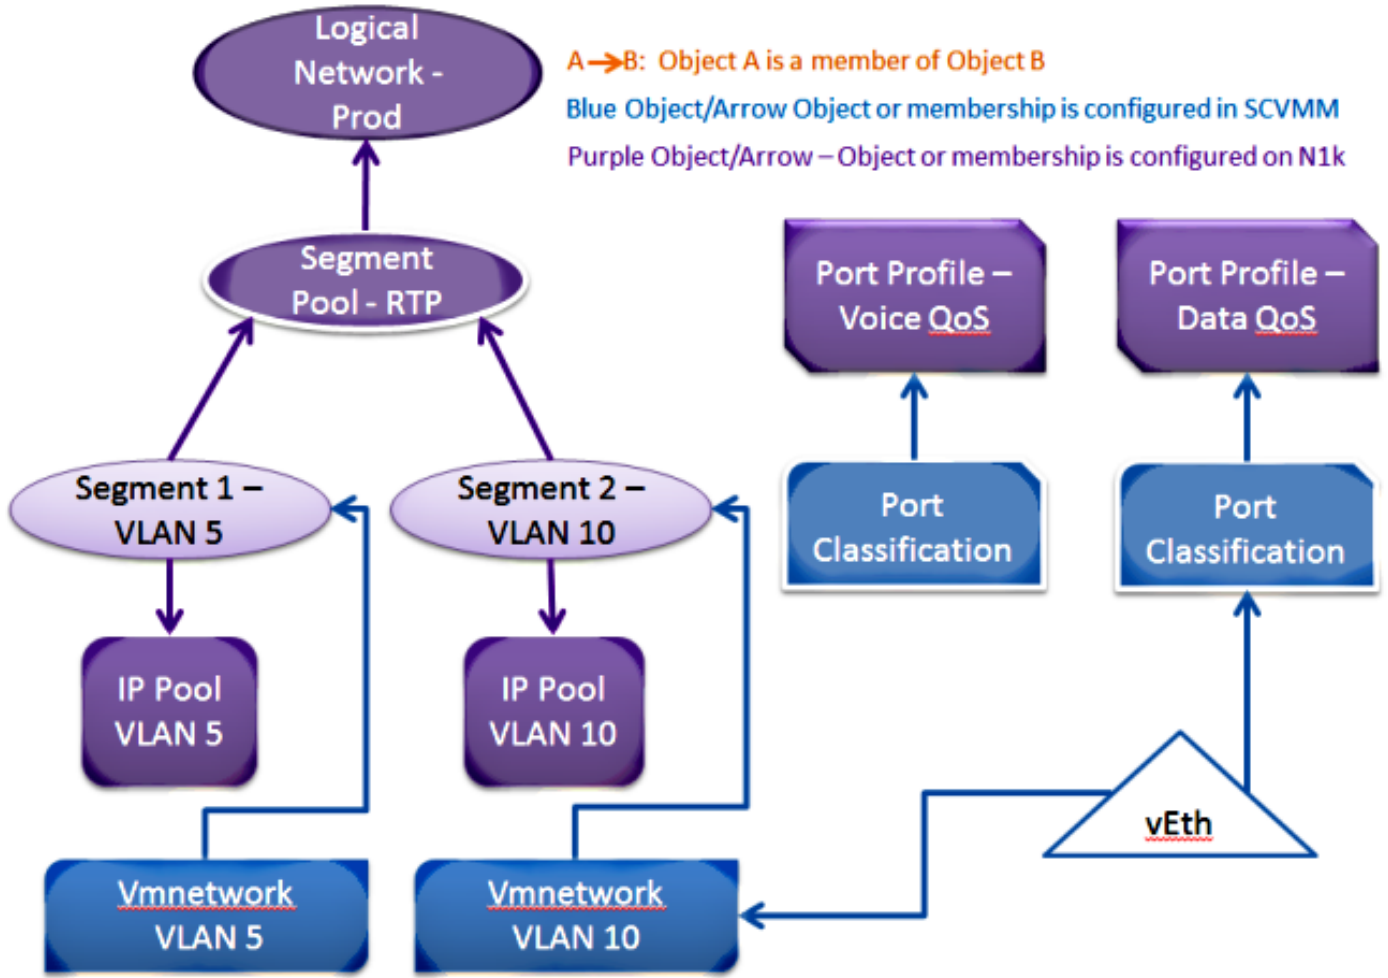 Logical
Network -
Prod
A→B: Object A is a member of Object B
Blue Object/Arrow Object or membership is configured in SCVMM
Purple Object/Arrow – Object or membership is configured on N1k
Segment
Pool - RTP
Port Profile –
Voice QoS
Port Profile –
Data QoS
Segment 1 –
VLAN 5
Segment 2 –
VLAN 10
Port
Classification
Port
Classification
IP Pool
VLAN 5
IP Pool
VLAN 10
vEth
Vmnetwork
VLAN 5
Vmnetwork
VLAN 10